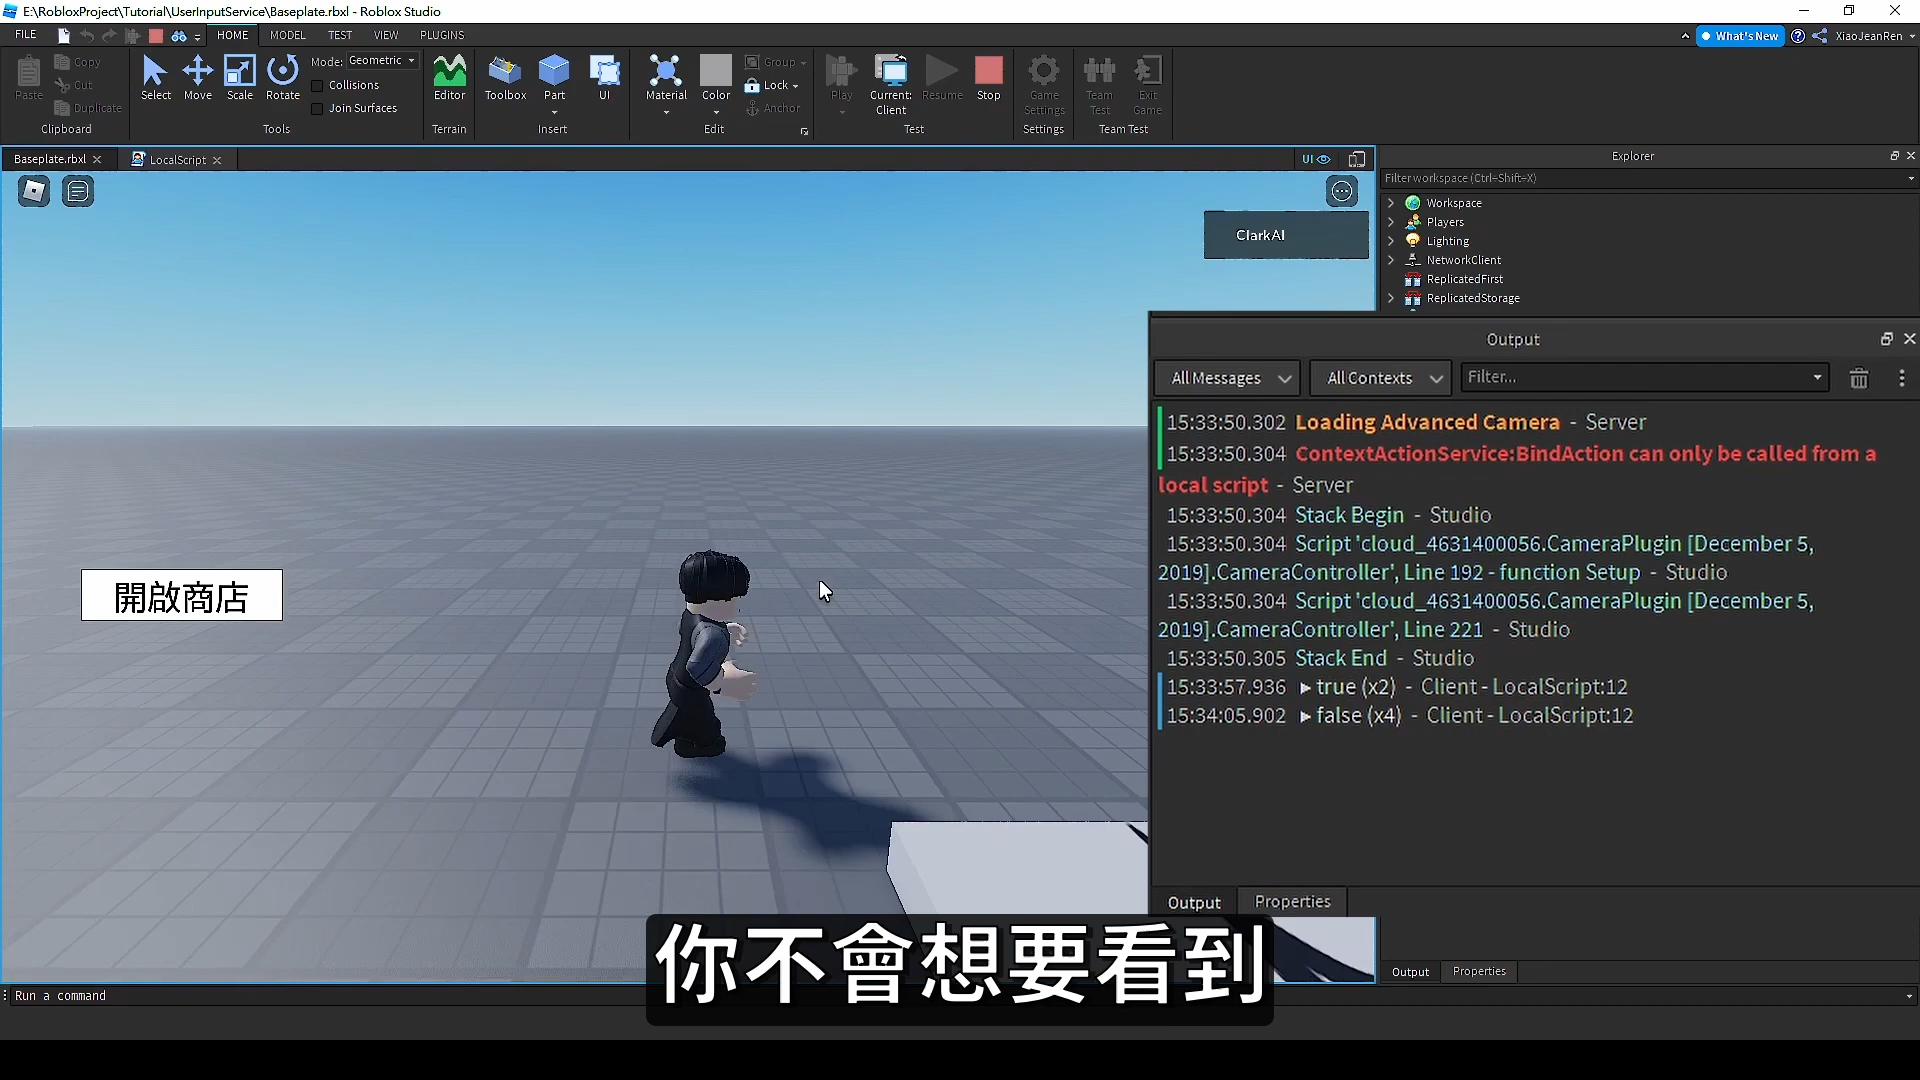 E:\RobloxProject\Tutorial\UserInputService\Baseplate.rbxl - Roblox Studio
FILE HOME MODEL TEST VIEW PLUGINS What's New XiaoJeanRen
Paste Copy Cut Duplicate
Clipboard
Select Move Scale Rotate
Mode: Geometric
Collisions
Join Surfaces
Tools
Editor
Terrain
Toolbox Part UI
Insert
Material Color Group Lock Anchor
Edit
Play Current: Client Resume Stop
Test
Game Settings
Settings
Team Test Exit Game
Team Test
Baseplate.rbxl LocalScript UI
ClarkAI
開啟商店
Explorer
Filter workspace (Ctrl+Shift+X)
Workspace
Players
Lighting
NetworkClient
ReplicatedFirst
ReplicatedStorage
Output
All Messages All Contexts Filter...
15:33:50.302 Loading Advanced Camera - Server
15:33:50.304 ContextActionService:BindAction can only be called from a
local script - Server
15:33:50.304 Stack Begin - Studio
15:33:50.304 Script 'cloud_4631400056.CameraPlugin [December 5,
2019].CameraController', Line 192 - function Setup - Studio
15:33:50.304 Script 'cloud_4631400056.CameraPlugin [December 5,
2019].CameraController', Line 221 - Studio
15:33:50.305 Stack End - Studio
15:33:57.936 ▶ true (x2) - Client - LocalScript:12
15:34:05.902 ▶ false (x4) - Client - LocalScript:12
Output Properties
Output Properties
你不會想要看到
Run a command